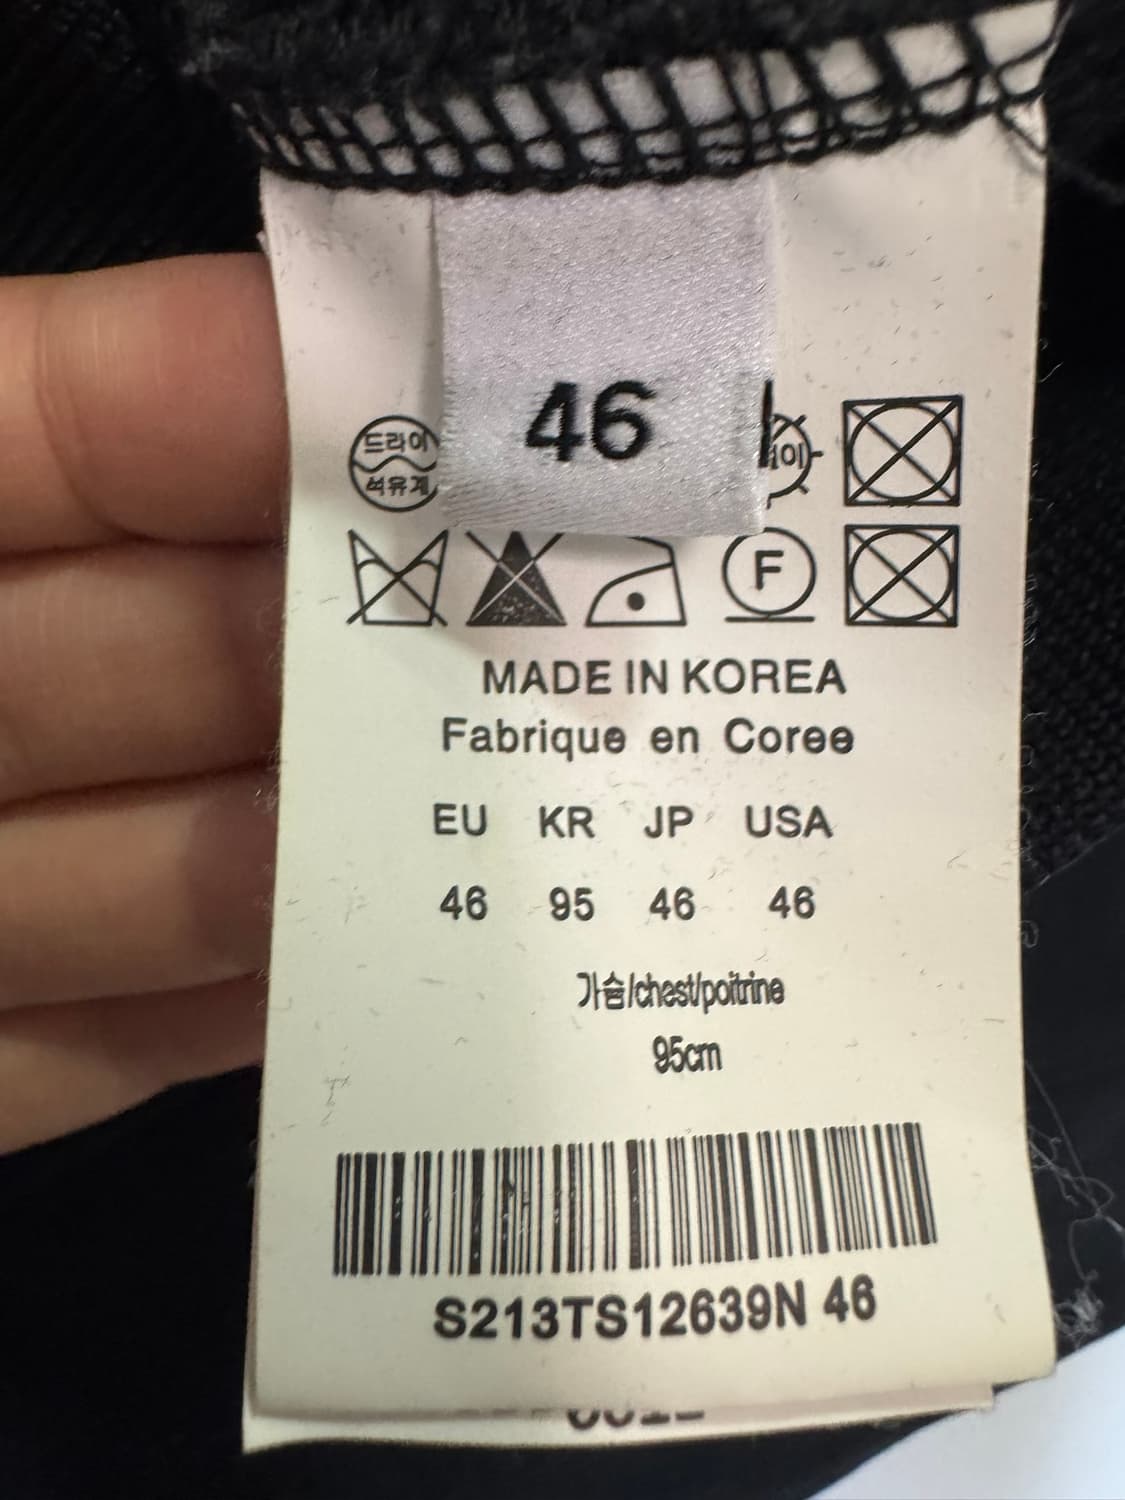 46
드라이
석유계
F
MADE IN KOREA
Fabrique en Coree
EU KR JP USA
46 95 46 46
가슴/chest/poitrine
95cm
S213TS12639N 46